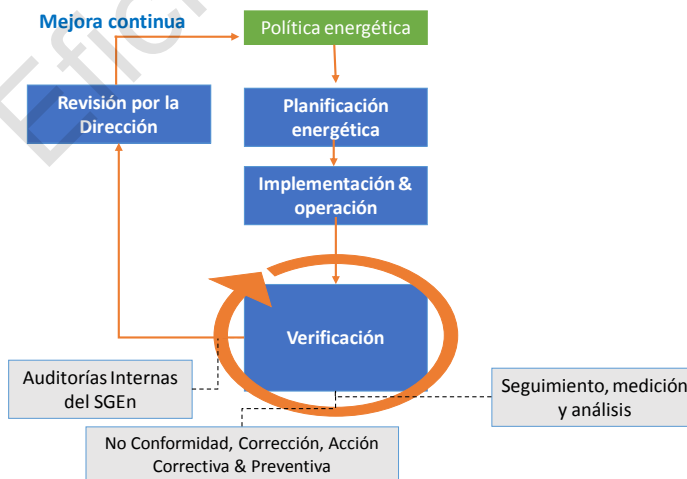 Mejora continua
Política energética
Revisión por la
Dirección
Planificación
energética
Implementación &
operación
Verificación
Auditorías Internas
del SGEn
Seguimiento, medición
y análisis
No Conformidad, Corrección, Acción
Correctiva & Preventiva
Efici